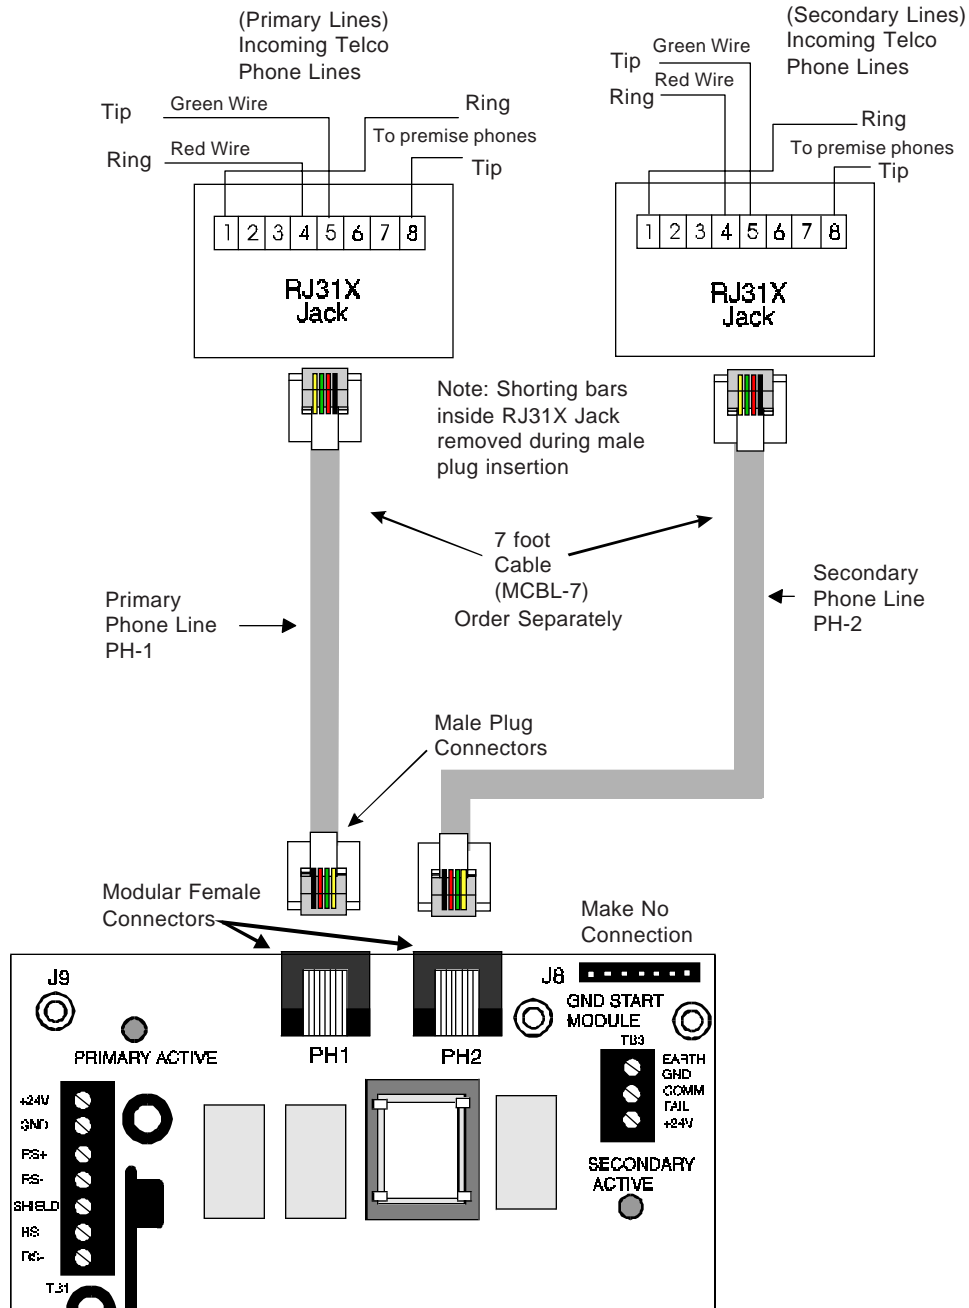 (Primary Lines)
Incoming Telco
Phone Lines
(Secondary Lines)
Incoming Telco
Phone Lines
Tip
Green Wire
Ring
Red Wire
Ring
To premise phones
Tip
Tip
Green Wire
Ring
Red Wire
Ring
To premise phones
Tip
1 2 3 4 5 6 7 8
RJ31X
Jack
1 2 3 4 5 6 7 8
RJ31X
Jack
Note: Shorting bars
inside RJ31X Jack
removed during male
plug insertion
7 foot
Cable
(MCBL-7)
Order Separately
Primary
Phone Line
PH-1
Secondary
Phone Line
PH-2
Male Plug
Connectors
Modular Female
Connectors
Make No
Connection
J9
J8
GND START
MODULE
PRIMARY ACTIVE
PH1
PH2
TB3
EARTH
GND
COMM
FAIL
+24V
SECONDARY
ACTIVE
+24V
GND
SHIELD
TB1